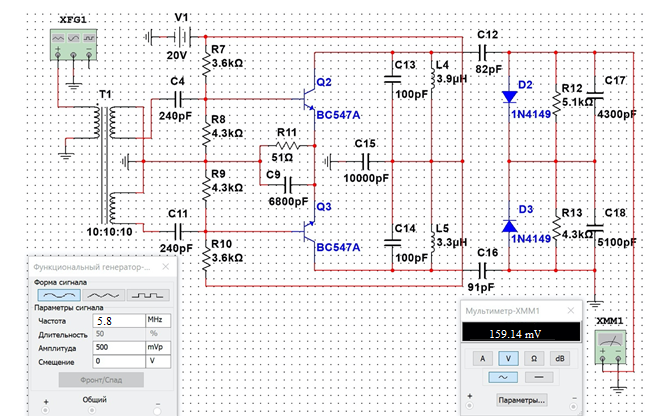 XFG1
V1
20V
R7
3.6kΩ
C4
240pF
T1
R8
4.3kΩ
R9
4.3kΩ
10:10:10
C11
240pF
R10
3.6kΩ
Q2
BC547A
R11
51Ω
C9
6800pF
Q3
BC547A
C15
10000pF
C13
100pF
L4
3.9µH
C14
100pF
L5
3.3µH
C12
82pF
C16
91pF
D2
1N4149
R12
5.1kΩ
C17
4300pF
D3
1N4149
R13
4.3kΩ
C18
5100pF
XMM1
Функциональный генератор-...
Форма сигнала
Параметры сигнала
Частота 5.8 MHz
Длительность 50 %
Амплитуда 500 mVp
Смещение 0 V
Фронт/Спад
+ Общий −
Мультиметр-XMM1
159.14 mV
A V Ω dB
Параметры...
+ −